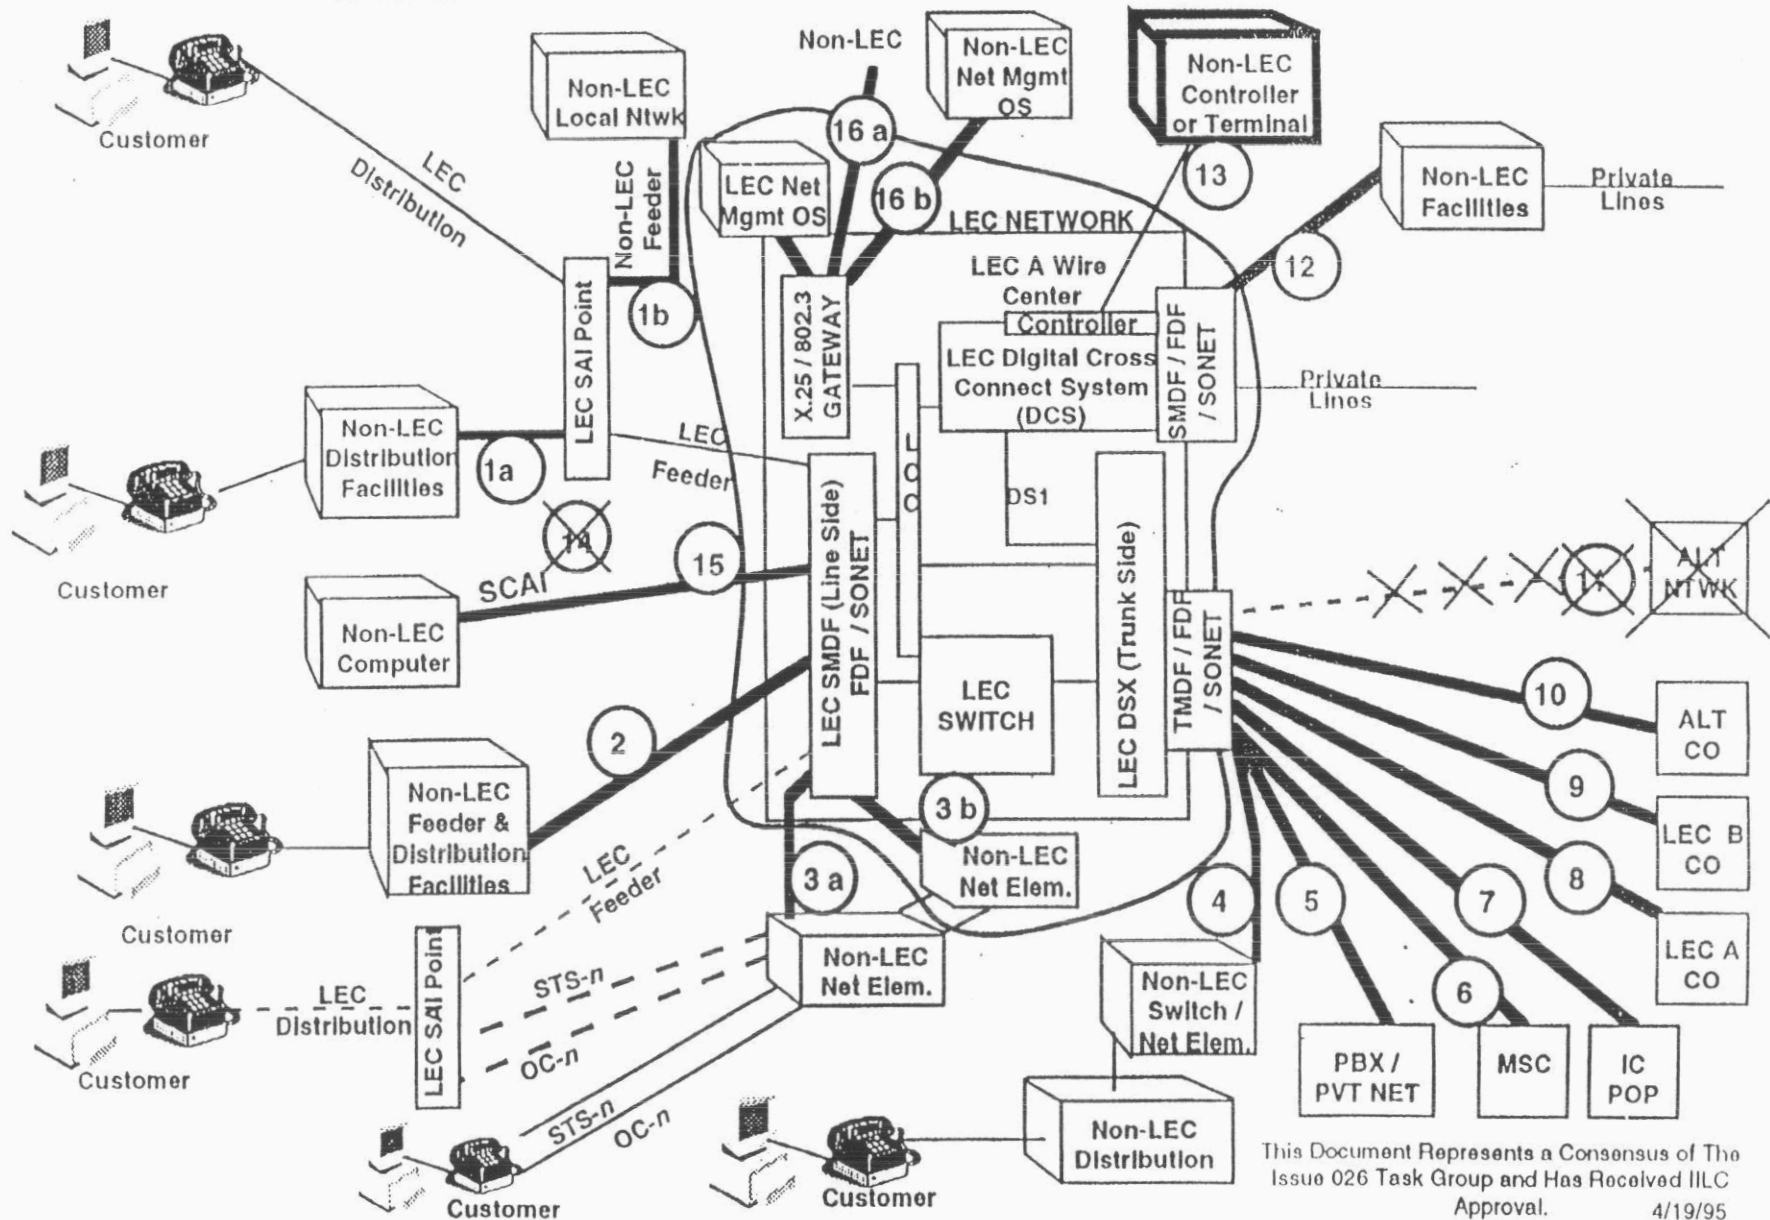 Non-LEC
Non-LEC
Net Mgmt
OS
Non-LEC
Controller
or Terminal
Non-LEC
Local Ntwk
Customer
LEC
Distribution
Non-LEC
Feeder
16 a
16 b
13
LEC Net
Mgmt OS
Non-LEC
Facilities
Private
Lines
LEC NETWORK
12
LEC A Wire
Center
Controller
1b
LEC SAI Point
X.25 / 802.3
GATEWAY
LEC Digital Cross
Connect System
(DCS)
SMDF / FDF
/ SONET
Private
Lines
Non-LEC
Distribution
Facilities
1a
LEC
Feeder
DS1
14
Customer
15
SCAI
Non-LEC
Computer
LEC SMDF (Line Side)
FDF / SONET
LEC DSX (Trunk Side)
TMDF / FDF
/ SONET
ALT
NTWK
LEC
SWITCH
2
10
ALT
CO
9
LEC B
CO
8
LEC A
CO
Non-LEC
Feeder &
Distribution
Facilities
Customer
3 b
Non-LEC
Net Elem.
3 a
LEC
Feeder
4
5
7
6
LEC SAI Point
Non-LEC
Net Elem.
LEC
Distribution
STS-n
OC-n
Customer
Non-LEC
Switch /
Net Elem.
PBX /
PVT NET
MSC
IC
POP
STS-n
OC-n
Customer
Non-LEC
Distribution
Customer
This Document Represents a Consensus of The
Issue 026 Task Group and Has Received IILC
Approval. 4/19/95